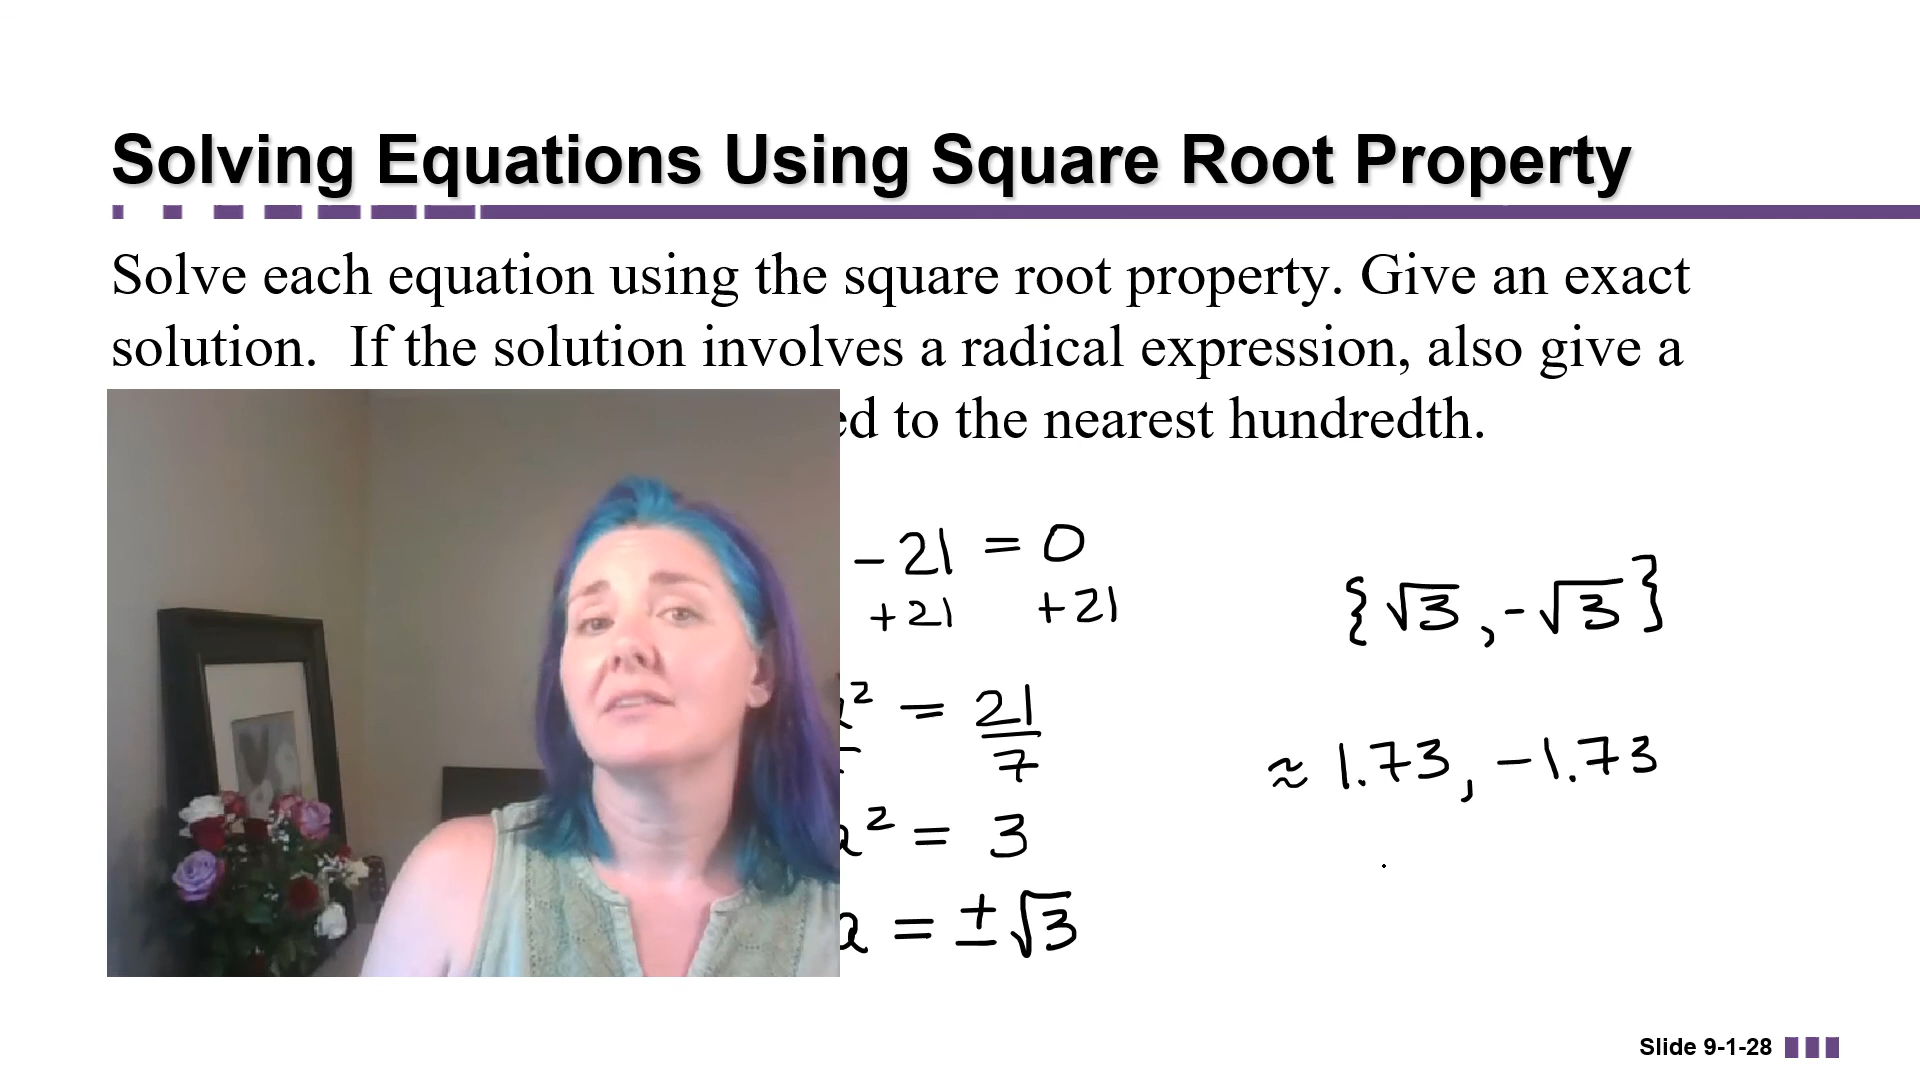 Solving Equations Using Square Root Property
Solve each equation using the square root property. Give an exact
solution. If the solution involves a radical expression, also give a
to the nearest hundredth.
- 21 = 0
+21 +21
{√3, -√3}
² = 21/7
≈ 1.73, -1.73
a² = 3
a = ±√3
Slide 9-1-28